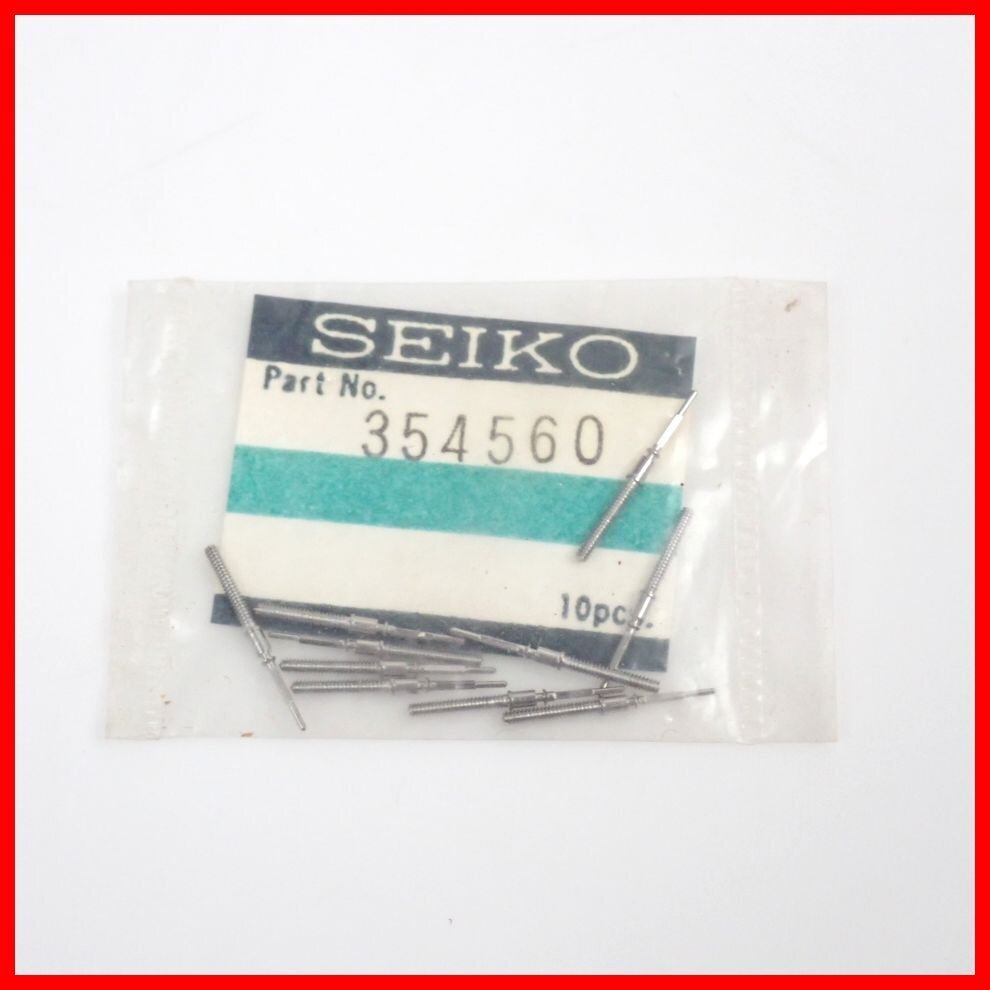 SEIKO
Part No.
354560
10pcs.